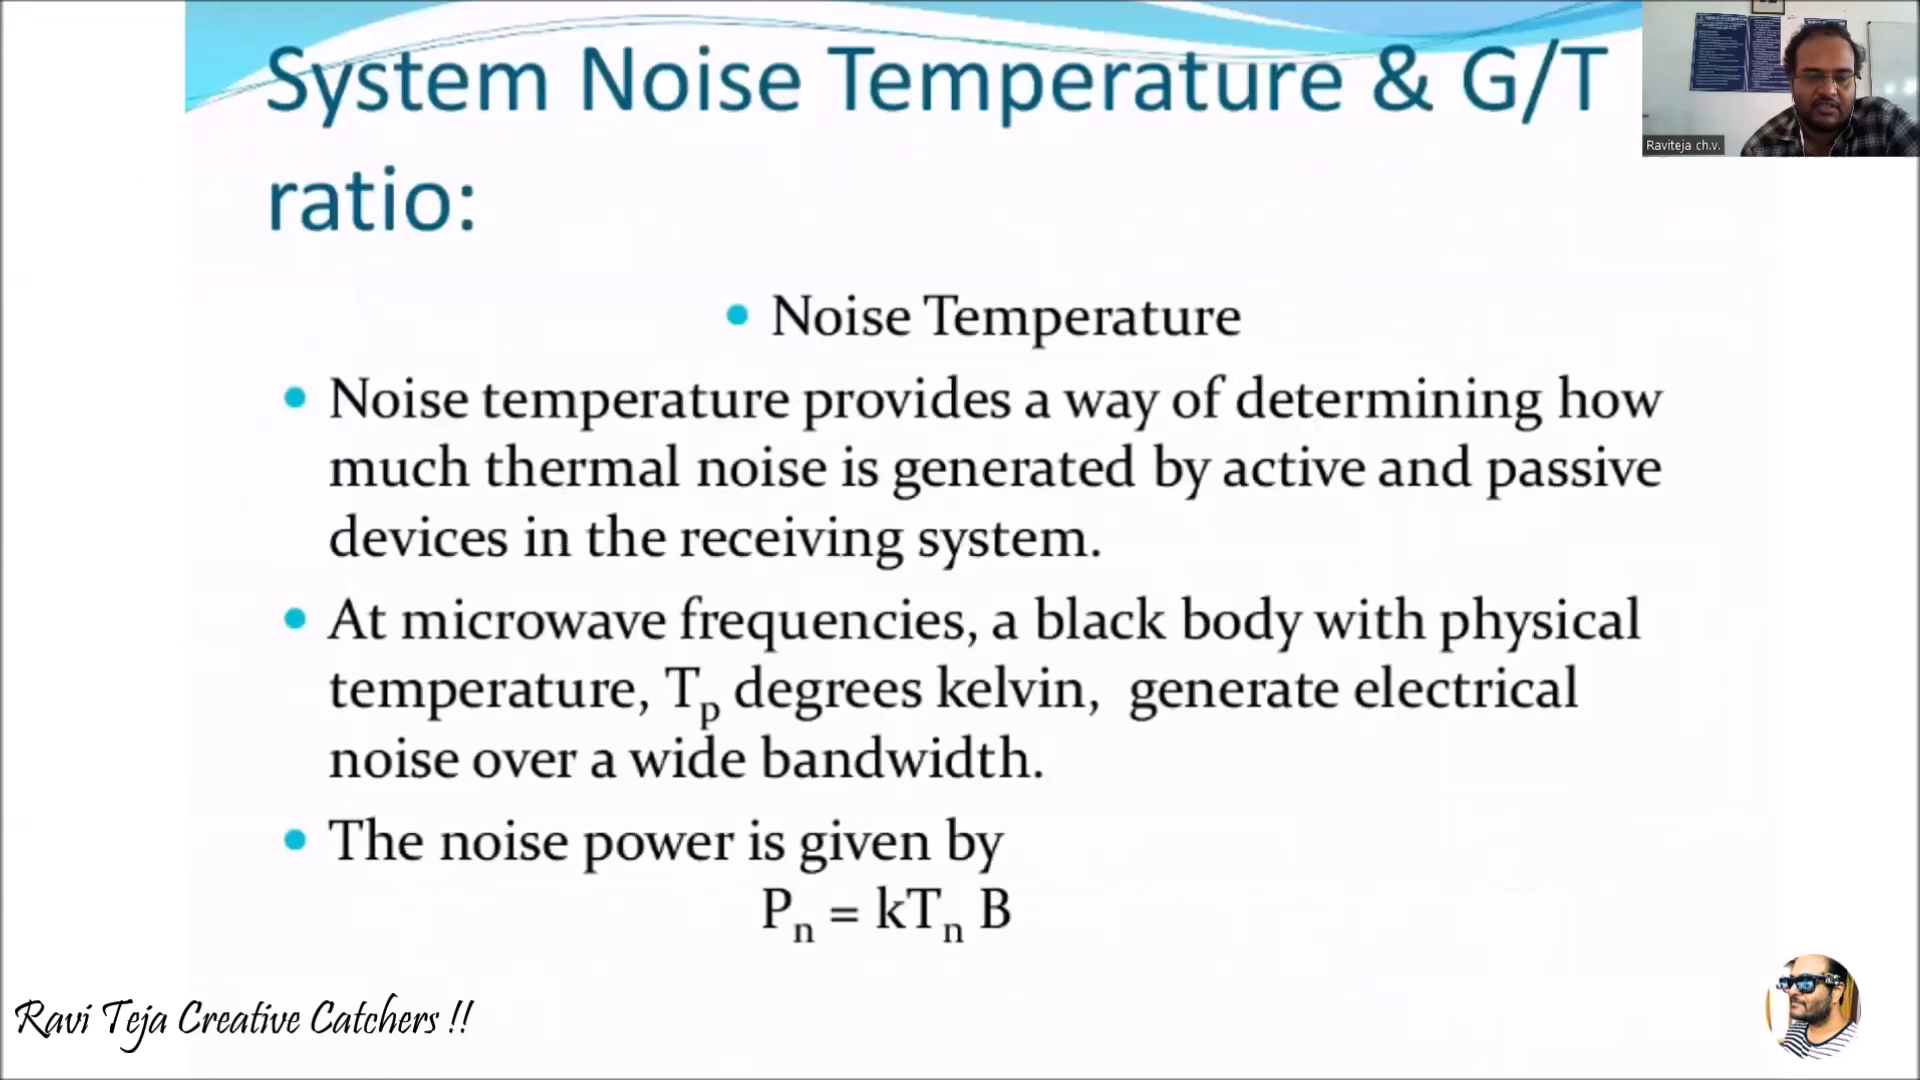 System Noise Temperature & G/T
ratio:
Raviteja ch.v.
• Noise Temperature
• Noise temperature provides a way of determining how
much thermal noise is generated by active and passive
devices in the receiving system.
• At microwave frequencies, a black body with physical
temperature, Tp degrees kelvin,  generate electrical
noise over a wide bandwidth.
• The noise power is given by
Pn = kTn B
Ravi Teja Creative Catchers !!